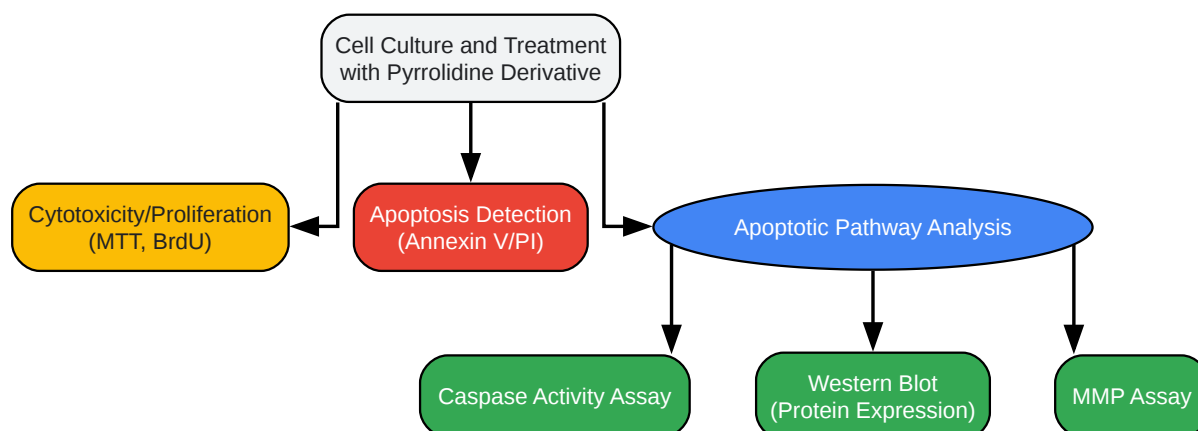 Cell Culture and Treatment
with Pyrrolidine Derivative
Cytotoxicity/Proliferation
(MTT, BrdU)
Apoptosis Detection
(Annexin V/PI)
Apoptotic Pathway Analysis
Caspase Activity Assay
Western Blot
(Protein Expression)
MMP Assay